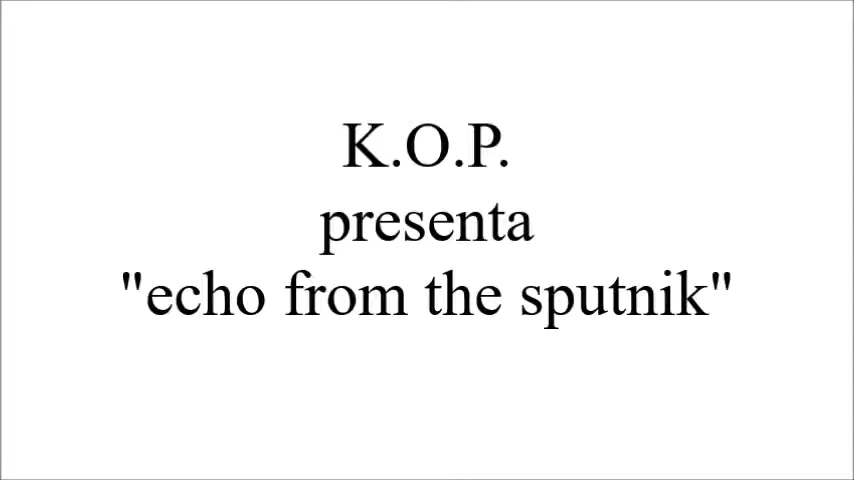 K.O.P.
presenta
"echo from the sputnik"